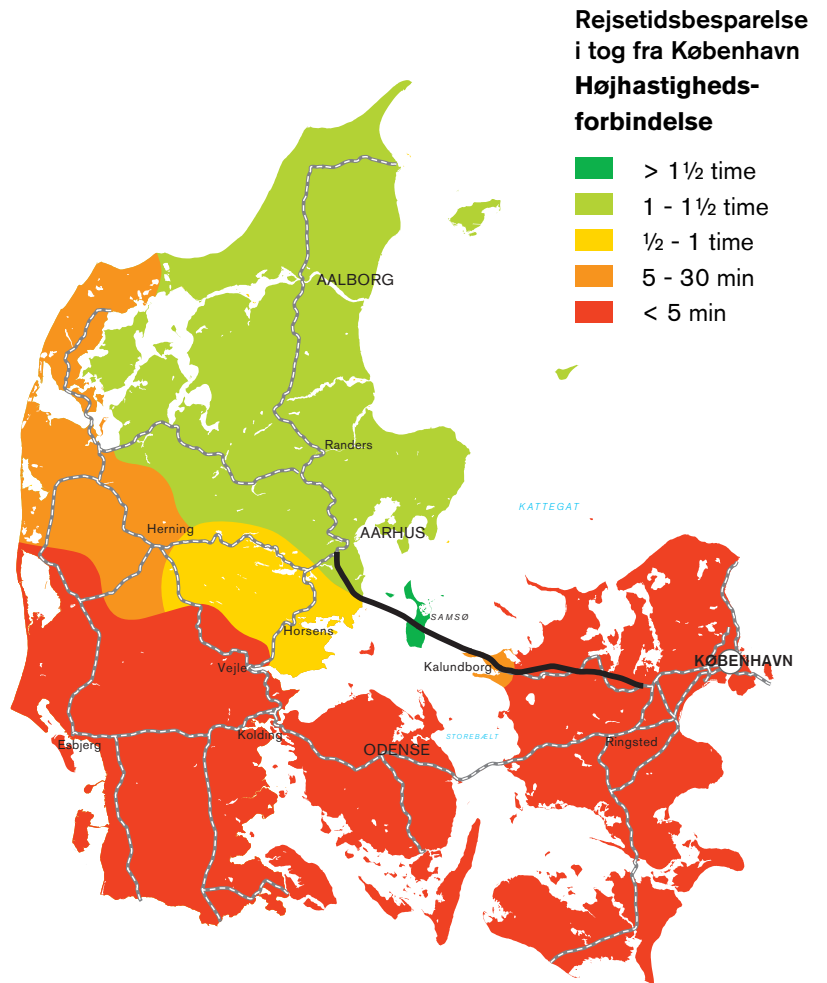 Rejsetidsbesparelse
i tog fra København
Højhastigheds-
forbindelse
> 1½ time
1 - 1½ time
½ - 1 time
5 - 30 min
< 5 min
AALBORG
Randers
KATTEGAT
Herning
AARHUS
SAMSØ
Horsens
KØBENHAVN
Vejle
Kalundborg
Kolding
STOREBÆLT
Ringsted
Esbjerg
ODENSE